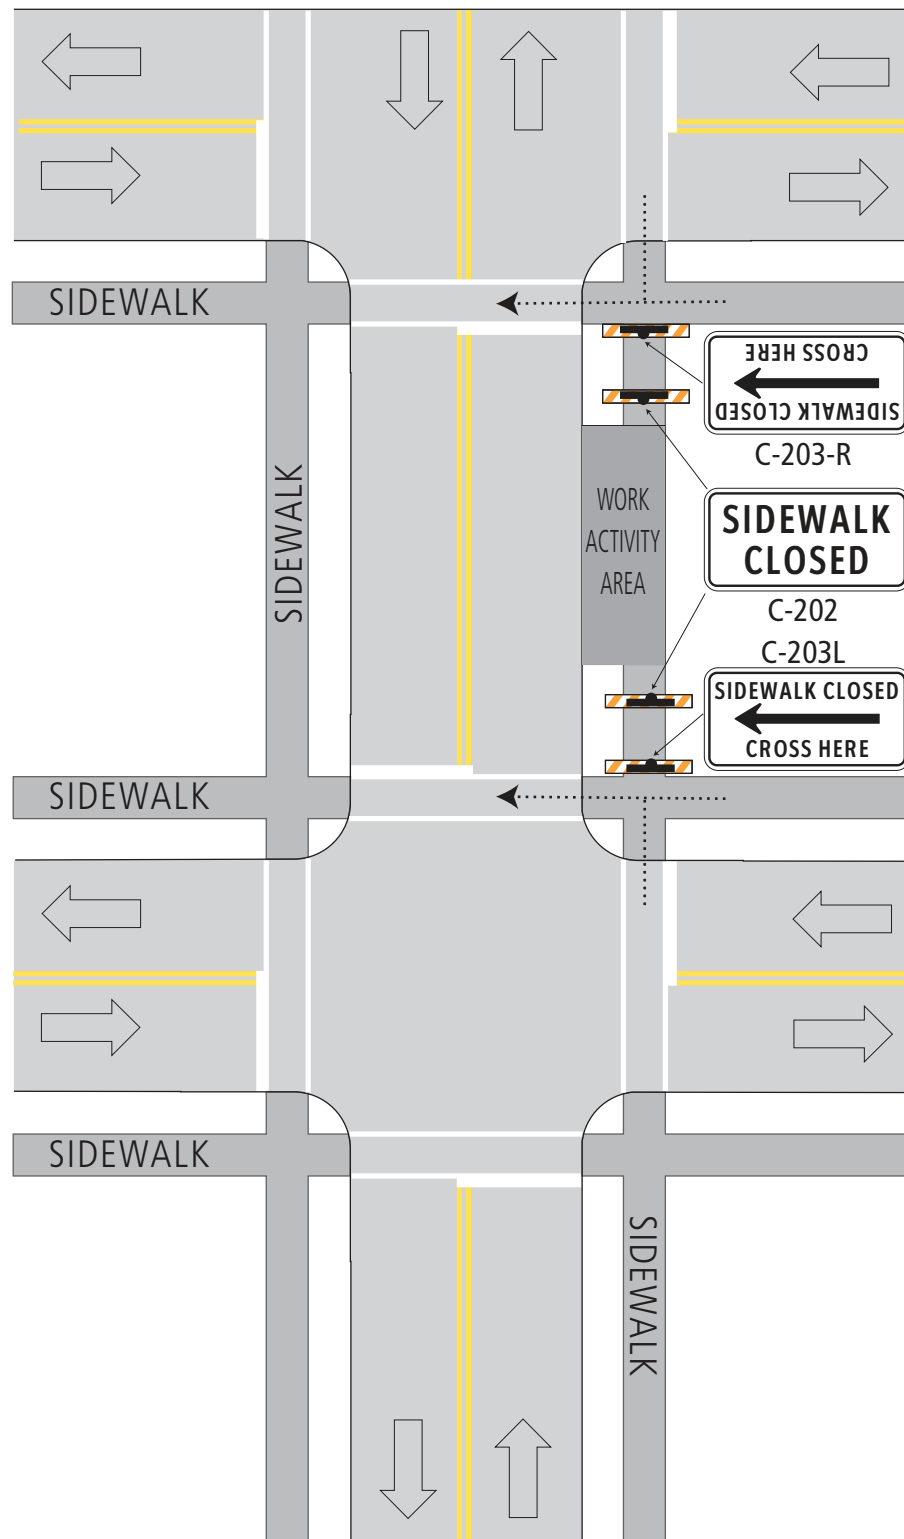 SIDEWALK
CROSS HERE
SIDEWALK CLOSED
C-203-R
WORK
ACTIVITY
AREA
SIDEWALK
CLOSED
SIDEWALK
C-202
C-203L
SIDEWALK CLOSED
CROSS HERE
SIDEWALK
SIDEWALK
SIDEWALK